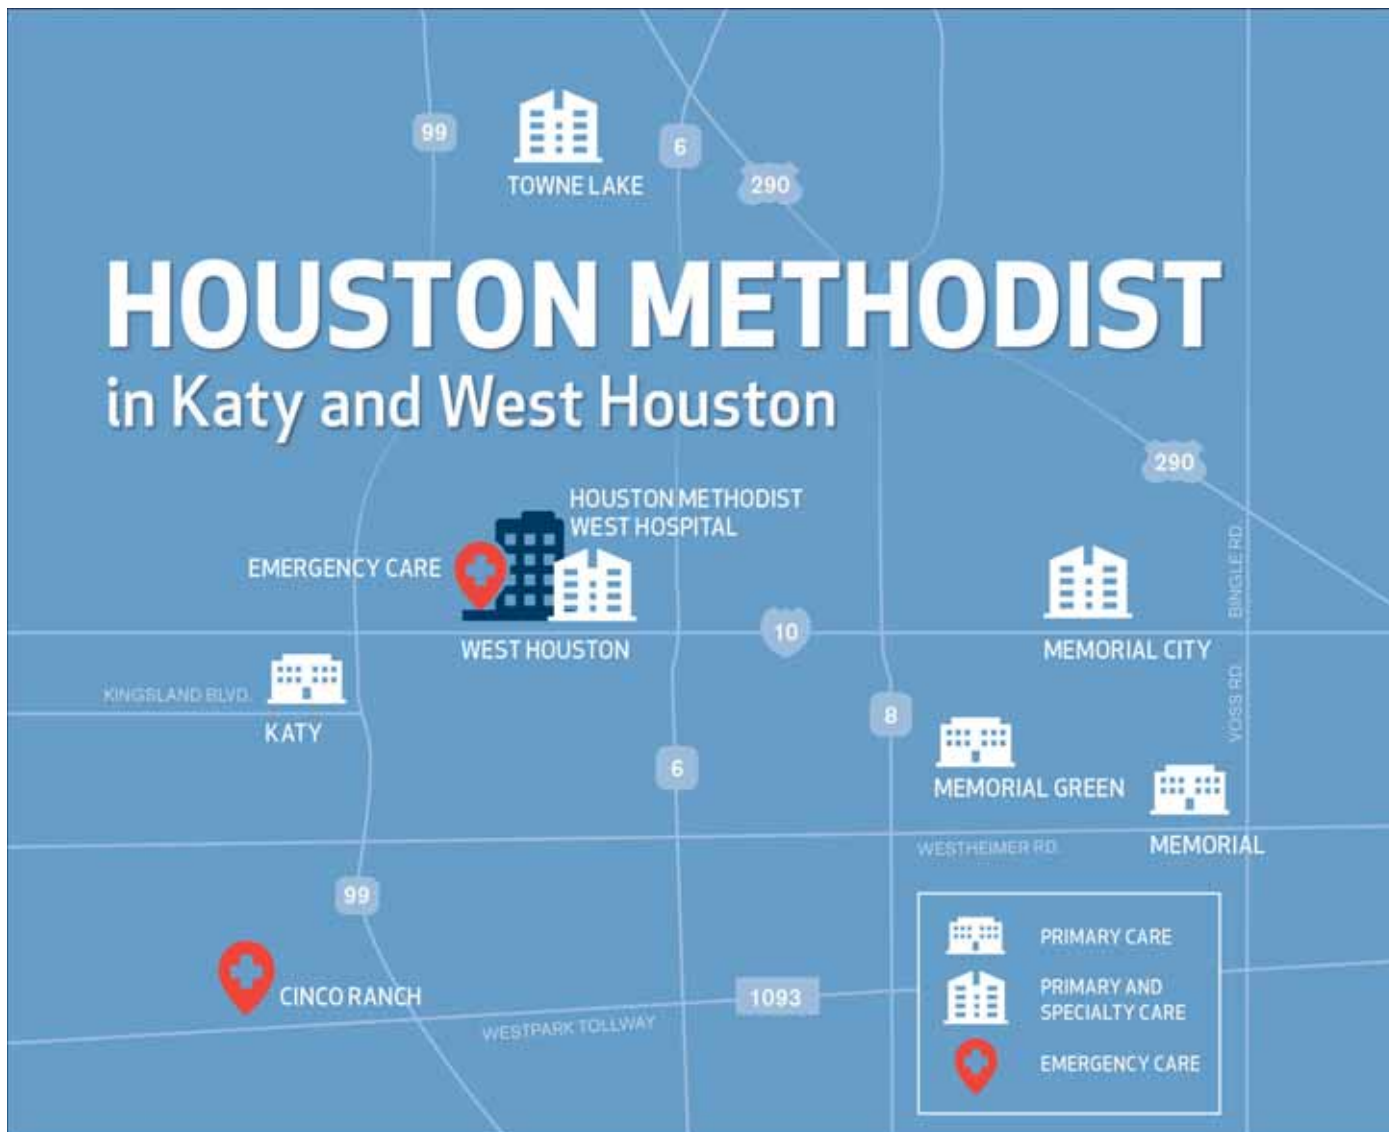 99
6
290
TOWNE LAKE
HOUSTON METHODIST
in Katy and West Houston
290
HOUSTON METHODIST
WEST HOSPITAL
EMERGENCY CARE
BINGLE RD.
10
WEST HOUSTON
MEMORIAL CITY
KINGSLAND BLVD.
KATY
VOSS RD.
8
6
MEMORIAL GREEN
WESTHEIMER RD.
MEMORIAL
99
CINCO RANCH
1093
WESTPARK TOLLWAY
PRIMARY CARE
PRIMARY AND
SPECIALTY CARE
EMERGENCY CARE